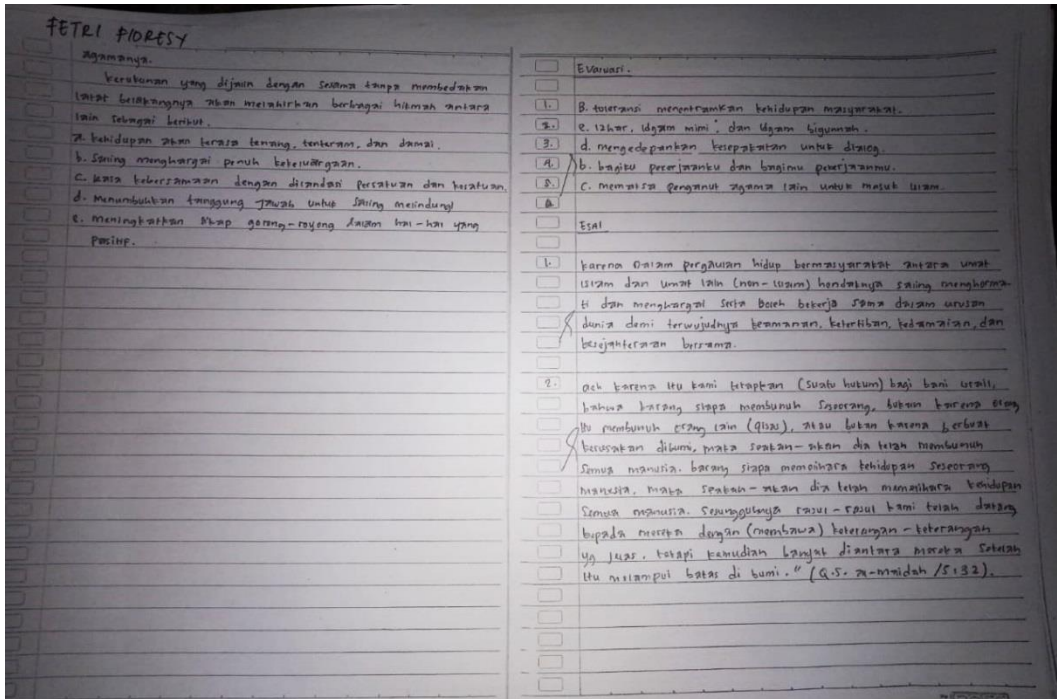 FETRI FIORESY
agamanya.
kerukunan yang dijalin dengan sesama tanpa membedakan
latar belakangnya akan melahirkan berbagai hikmah antara
lain sebagai berikut.
a. kehidupan akan terasa tenang, tenteram, dan damai.
b. Saling menghargai penuh kekeluargaan.
c. Rasa kebersamaan dengan dilandasi persatuan dan kesatuan.
d. Menumbuhkan tanggung jawab untuk saling melindungi
e. meningkatkan sikap gorong-royong dalam hal-hal yang
Positif.
Evaluasi.
1. B. toleransi menentramkan kehidupan masyarakat.
2. e. izhar, idgam mimi, dan idgam bigunnah.
3. d. mengedepankan kesepakatan untuk dialog.
4. b. bagiku pekerjaanku dan bagimu pekerjaanmu.
5. C. memaksa penganut agama lain untuk masuk islam.
ESAI
1. karena Dalam pergaulan hidup bermasyarakat antara umat
islam dan umat lain (non-islam) hendaknya saling menghorma-
ti dan menghargai serta boleh bekerja sama dalam urusan
dunia demi terwujudnya keamanan, ketertiban, kedamaian, dan
kesejahteraan bersama.
2. oleh karena itu kami tetapkan (suatu hukum) bagi bani israil,
bahwa barang siapa membunuh seseorang, bukan karena orang
itu membunuh orang lain (qisas), atau bukan karena berbuat
kerusakan dibumi, maka seakan-akan dia telah membunuh
Semua manusia. barang siapa memelihara kehidupan seseorang
manusia, maka seakan-akan dia telah memelihara kehidupan
Semua manusia. Sesungguhnya rasul-rasul kami telah datang
kepada mereka dengan (membawa) keterangan-keterangan
yg jelas. tetapi kemudian banyak diantara mereka setelah
itu melampui batas di bumi." (Q.S. al-maidah /5:32).